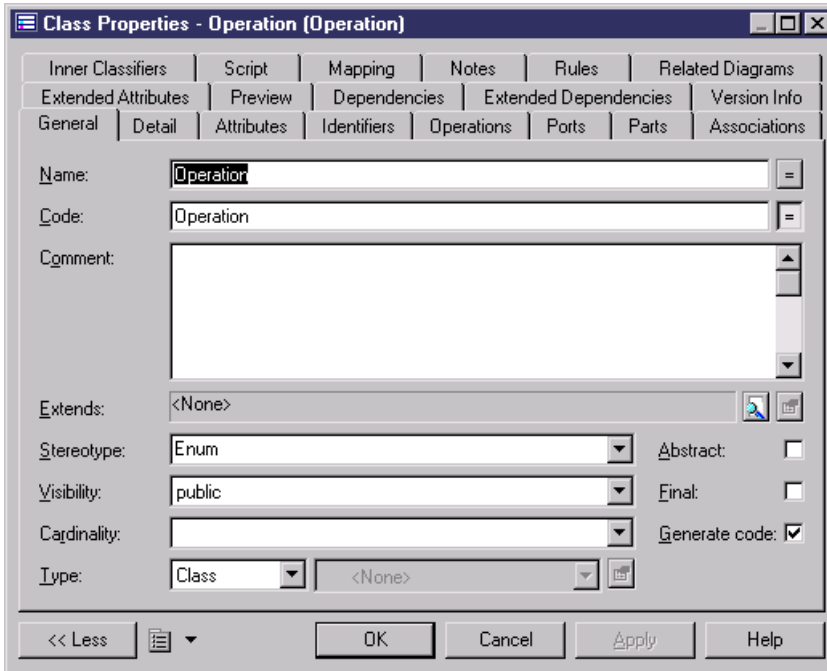 Class Properties - Operation (Operation)
Inner Classifiers Script Mapping Notes Rules Related Diagrams
Extended Attributes Preview Dependencies Extended Dependencies Version Info
General Detail Attributes Identifiers Operations Ports Parts Associations
Name: Operation =
Code: Operation =
Comment:
Extends: <None>
Stereotype: Enum Abstract:
Visibility: public Final:
Cardinality: Generate code:
Type: Class <None>
<< Less OK Cancel Apply Help